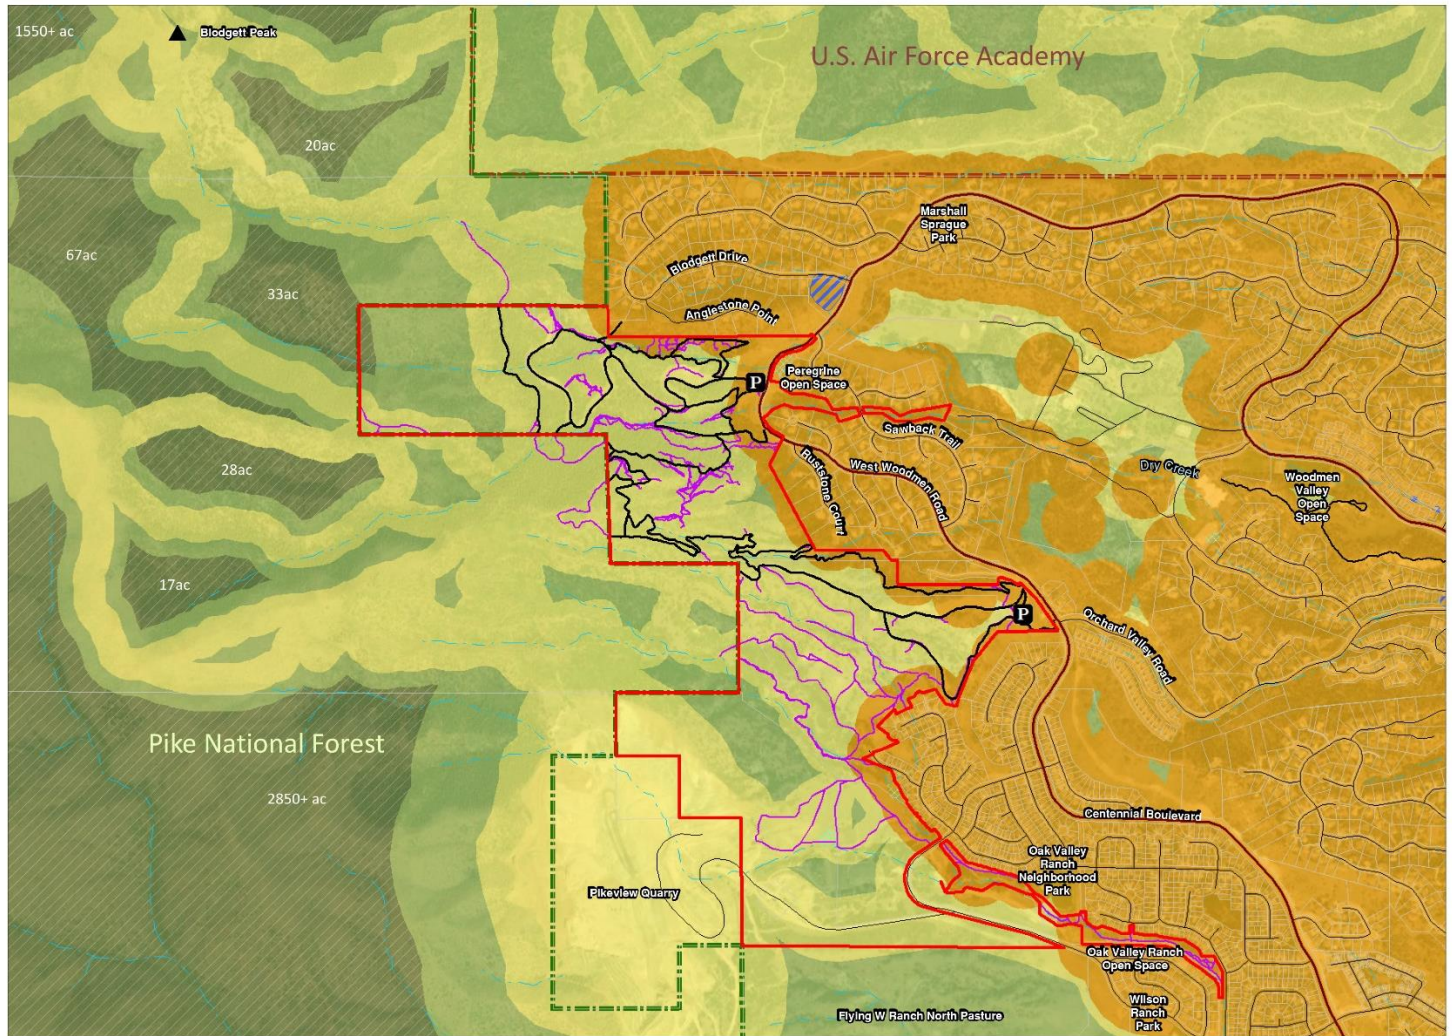 1550+ ac
Blodgett Peak
U.S. Air Force Academy
20ac
67ac
33ac
Marshall
Sprague
Park
Blodgett Drive
Anglestone Point
P
Peregrine
Open Space
Sawback Trail
28ac
Ruststone Court
West Woodmen Road
Dry Creek
Woodmen
Valley
Open
Space
17ac
P
Orchard Valley Road
Pike National Forest
2850+ ac
Centennial Boulevard
Oak Valley
Ranch
Neighborhood
Park
Pikeview Quarry
Oak Valley Ranch
Open Space
Wilson
Ranch
Park
Flying W Ranch North Pasture